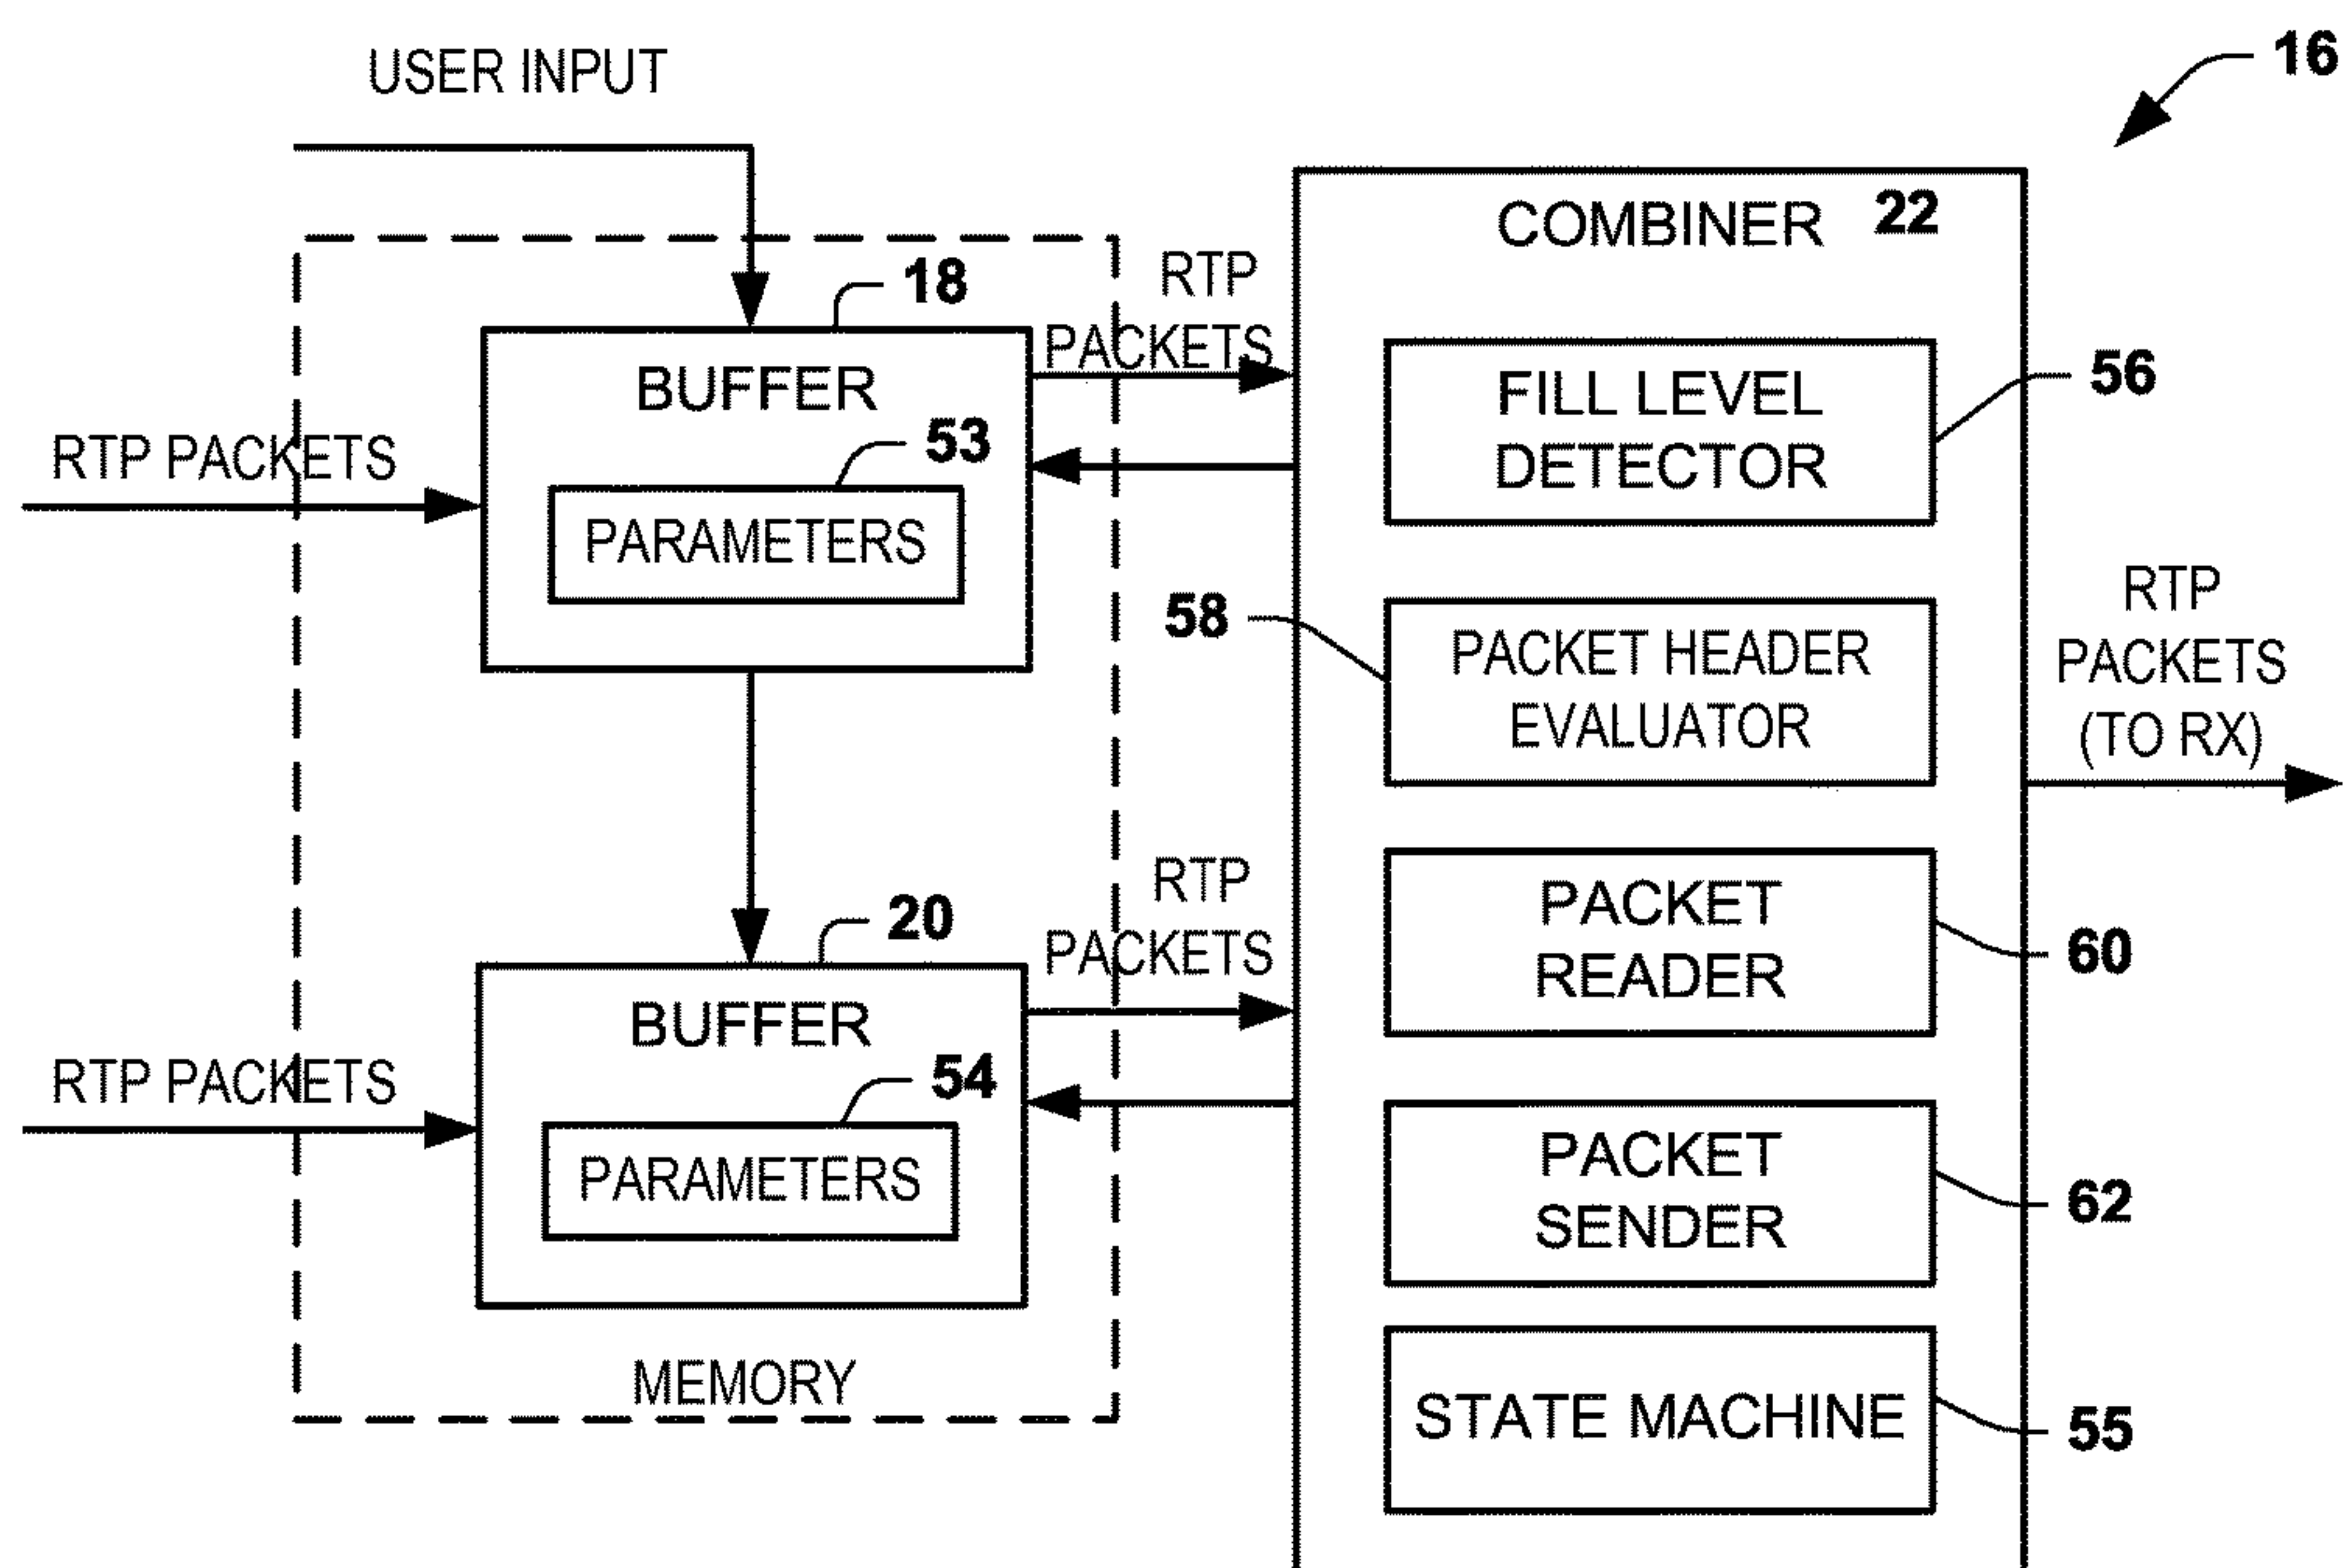 USER INPUT
16
COMBINER 22
18
RTP
PACKETS
BUFFER
53
RTP PACKETS
PARAMETERS
FILL LEVEL
DETECTOR
56
58
PACKET HEADER
EVALUATOR
RTP
PACKETS
(TO RX)
20
RTP
PACKETS
BUFFER
54
RTP PACKETS
PARAMETERS
MEMORY
PACKET
READER
60
PACKET
SENDER
62
STATE MACHINE
55